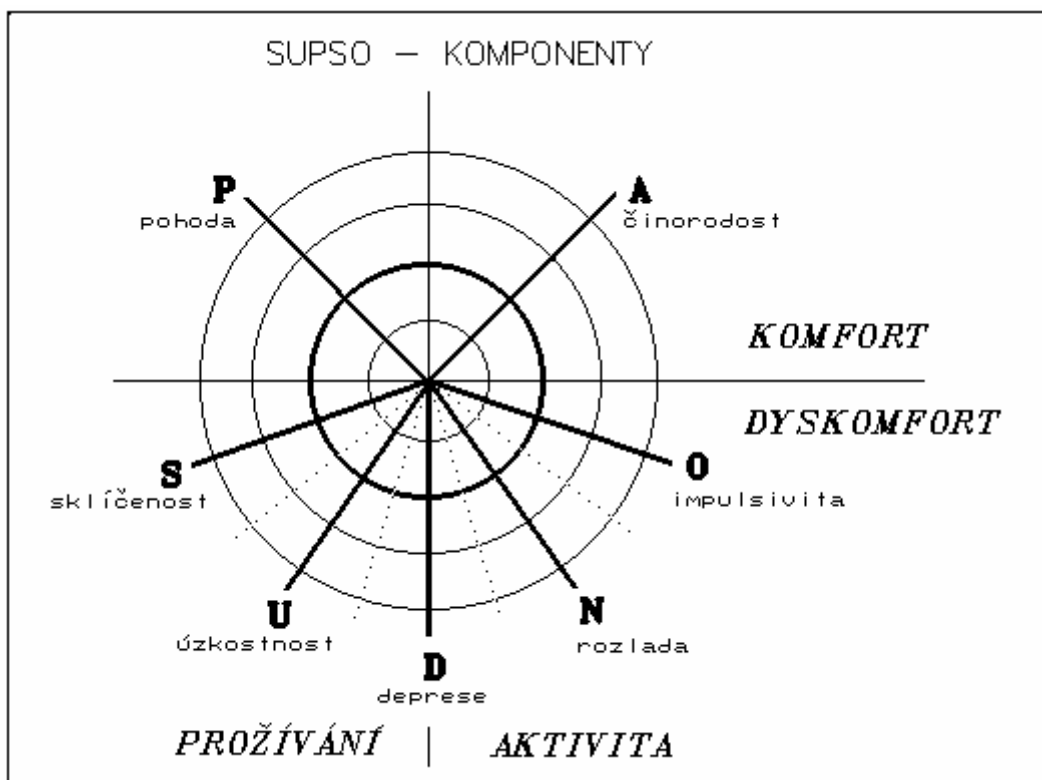 SUPSO — KOMPONENTY
P
pohoda
A
činorodost
KOMFORT
DYSKOMFORT
S
sklíčenost
O
impulsivita
U
úzkostnost
N
rozlada
D
deprese
PROŽÍVÁNÍ
AKTIVITA